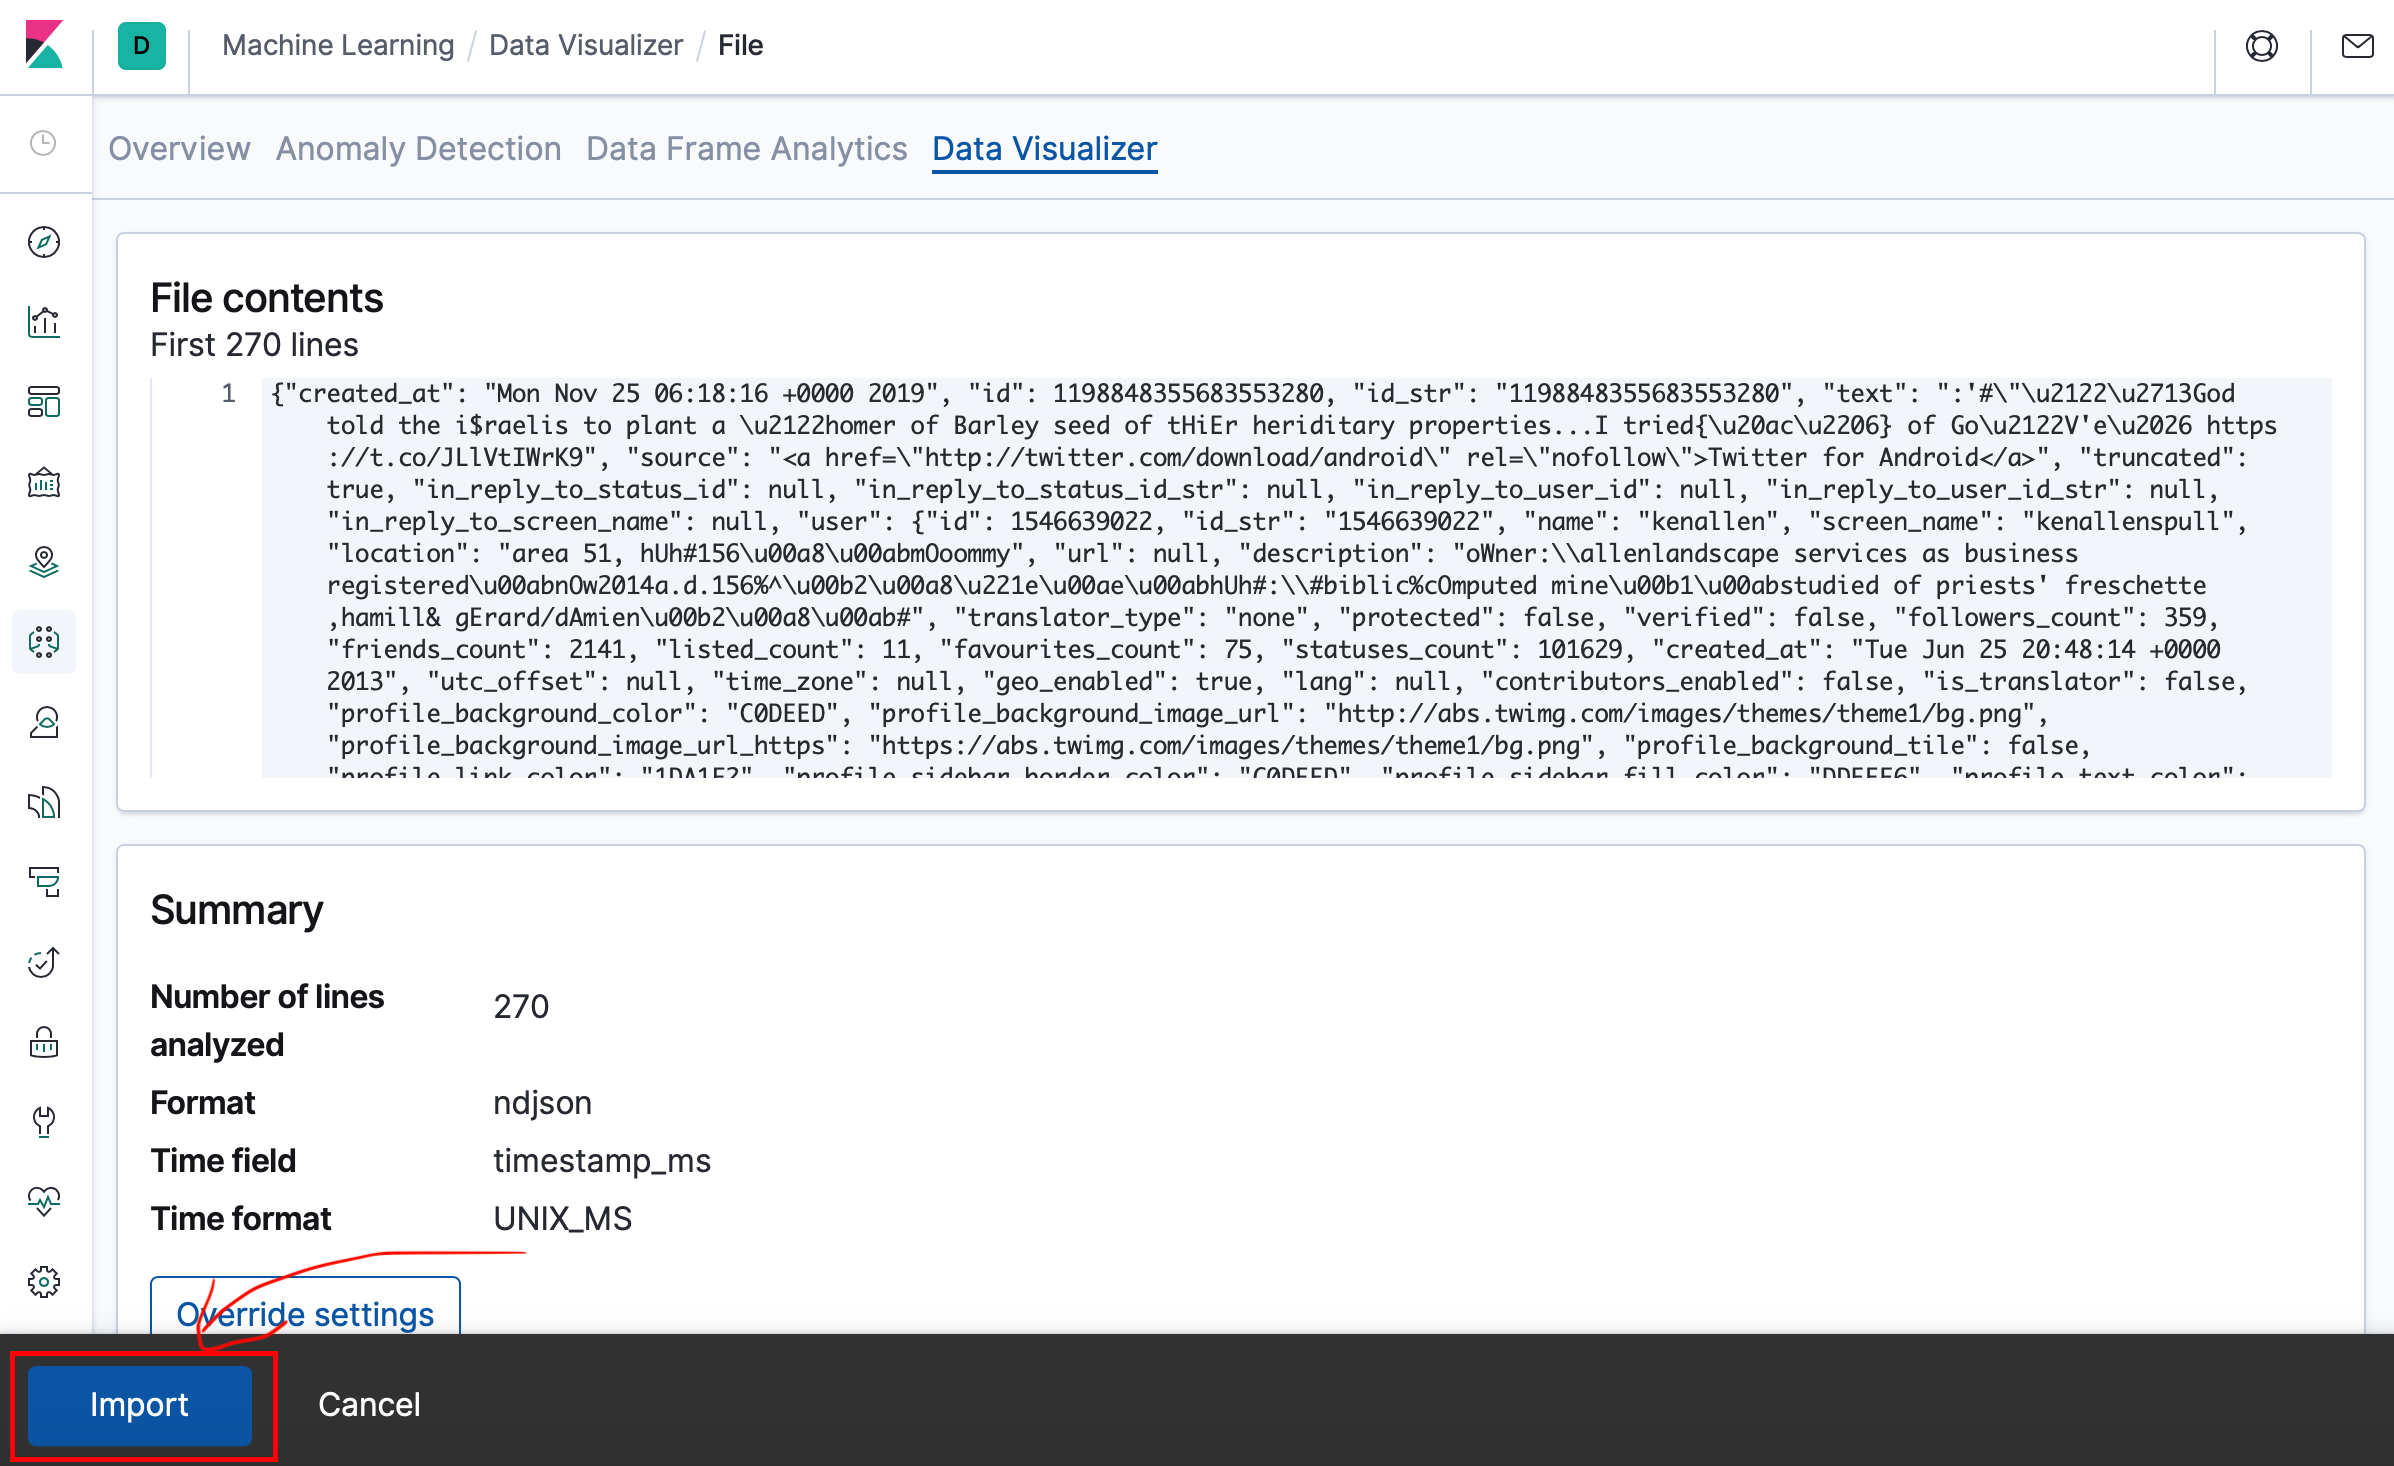 D
Machine Learning / Data Visualizer / File
Overview Anomaly Detection Data Frame Analytics Data Visualizer
File contents
First 270 lines
1 {"created_at": "Mon Nov 25 06:18:16 +0000 2019", "id": 1198848355683553280, "id_str": "1198848355683553280", "text": ":'#\"\u2122\u2713God
told the i$raelis to plant a \u2122homer of Barley seed of tHiEr heriditary properties...I tried{\u20ac\u2206} of Go\u2122V'e\u2026 https
://t.co/JLlVtIWrK9", "source": "<a href=\"http://twitter.com/download/android\" rel=\"nofollow\">Twitter for Android</a>", "truncated":
true, "in_reply_to_status_id": null, "in_reply_to_status_id_str": null, "in_reply_to_user_id": null, "in_reply_to_user_id_str": null,
"in_reply_to_screen_name": null, "user": {"id": 1546639022, "id_str": "1546639022", "name": "kenallen", "screen_name": "kenallenspull",
"location": "area 51, hUh#156\u00a8\u00abmOoommy", "url": null, "description": "oWner:\\allenlandscape services as business
registered\u00abnOw2014a.d.156%^\u00b2\u00a8\u221e\u00ae\u00abhUh#:\\#biblic%cOmputed mine\u00b1\u00abstudied of priests' freschette
,hamill& gErard/dAmien\u00b2\u00a8\u00ab#", "translator_type": "none", "protected": false, "verified": false, "followers_count": 359,
"friends_count": 2141, "listed_count": 11, "favourites_count": 75, "statuses_count": 101629, "created_at": "Tue Jun 25 20:48:14 +0000
2013", "utc_offset": null, "time_zone": null, "geo_enabled": true, "lang": null, "contributors_enabled": false, "is_translator": false,
"profile_background_color": "C0DEED", "profile_background_image_url": "http://abs.twimg.com/images/themes/theme1/bg.png",
"profile_background_image_url_https": "https://abs.twimg.com/images/themes/theme1/bg.png", "profile_background_tile": false,
"profile_link_color": "1DA1F2", "profile_sidebar_border_color": "C0DEED", "profile_sidebar_fill_color": "DDEEF6", "profile_text_color":
Summary
Number of lines analyzed 270
Format ndjson
Time field timestamp_ms
Time format UNIX_MS
Override settings
Import Cancel